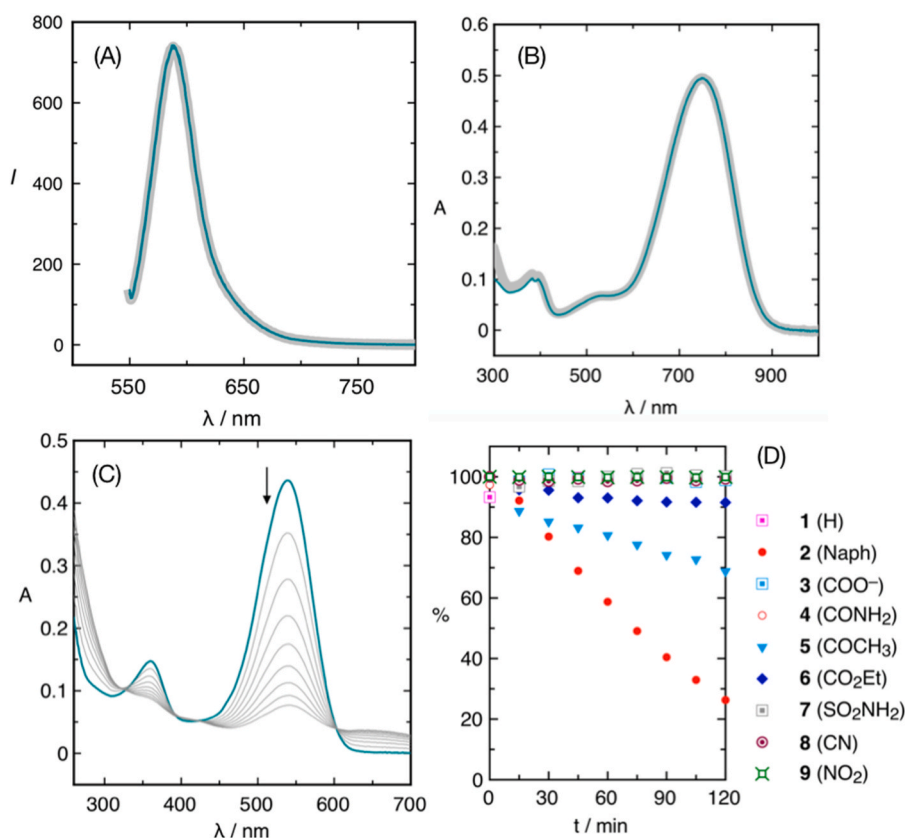 (A)
800
600
400
200
0
I
550
650
750
λ / nm
(B)
0.5
0.4
0.3
0.2
0.1
0
A
300
500
700
900
λ / nm
(C)
0.5
0.4
0.3
0.2
0.1
0
A
300
400
500
600
700
λ / nm
(D)
100
80
60
40
20
0
%
0
30
60
90
120
t / min
1 (H)
2 (Naph)
3 (COO⁻)
4 (CONH₂)
5 (COCH₃)
6 (CO₂Et)
7 (SO₂NH₂)
8 (CN)
9 (NO₂)